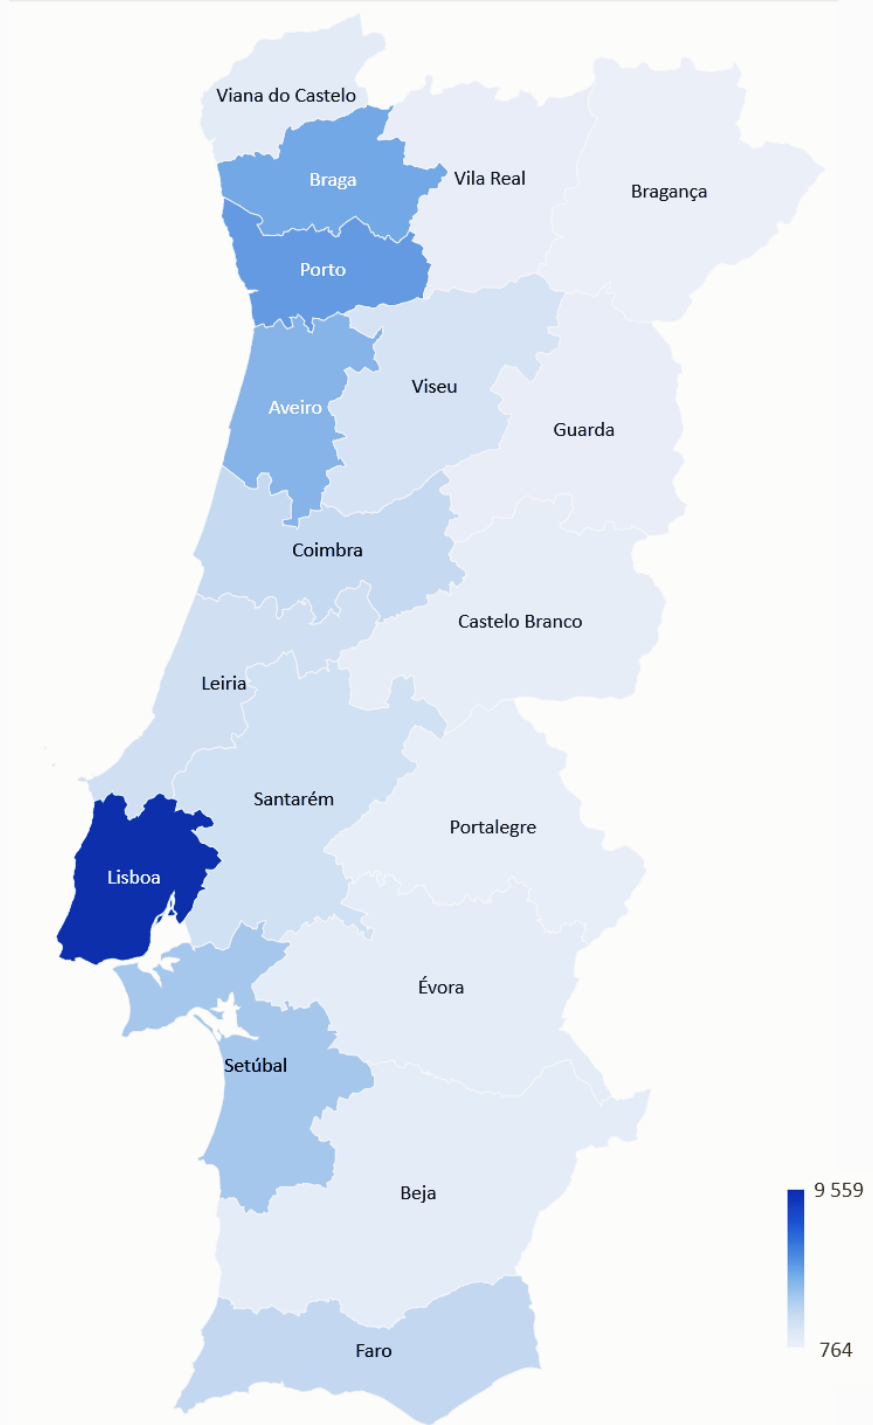 Viana do Castelo
Braga
Vila Real
Bragança
Porto
Viseu
Aveiro
Guarda
Coimbra
Castelo Branco
Leiria
Santarém
Portalegre
Lisboa
Évora
Setúbal
Beja
9 559
764
Faro